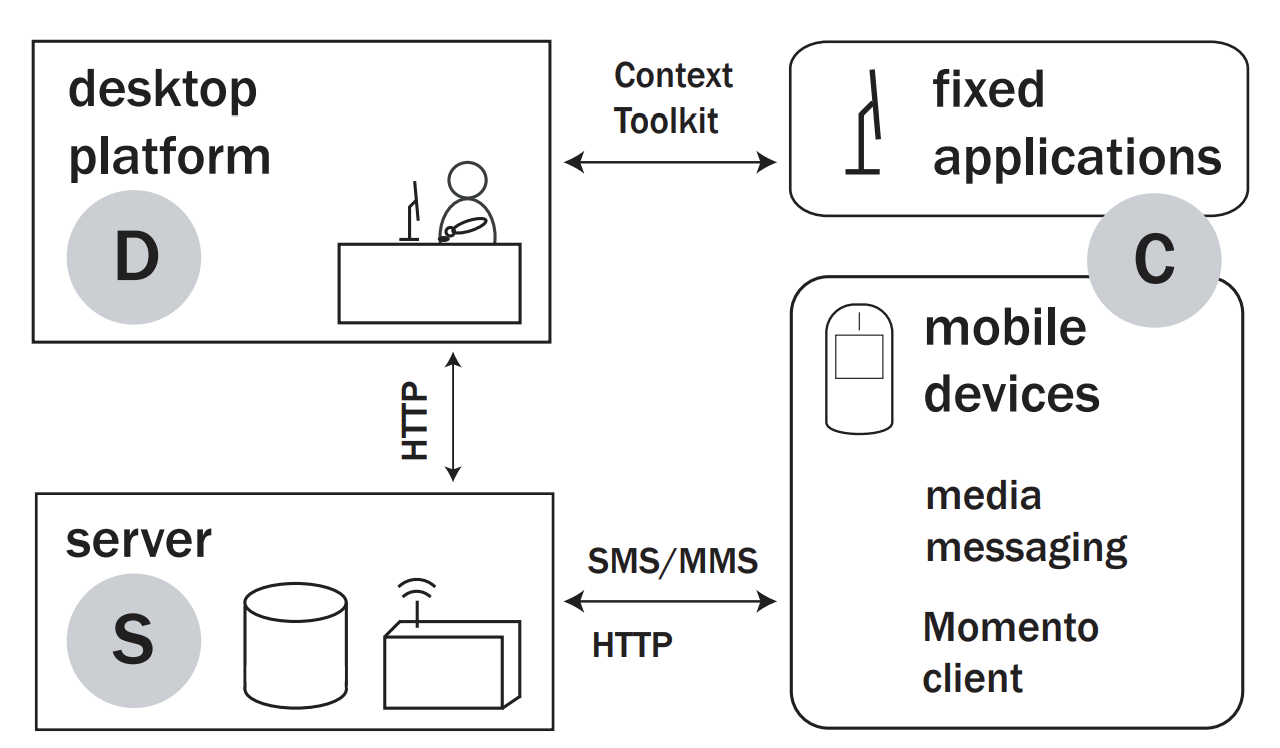 desktop
platform
D
Context
Toolkit
fixed
applications
C
HTTP
mobile
devices
media
messaging
Momento
client
server
S
SMS/MMS
HTTP